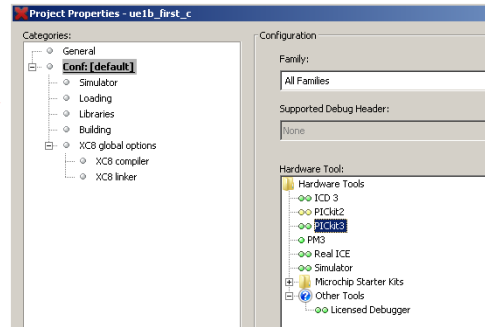 Project Properties - ue1b_first_c
Categories:
General
Conf: [default]
Simulator
Loading
Libraries
Building
XC8 global options
XC8 compiler
XC8 linker
Configuration
Family:
All Families
Supported Debug Header:
None
Hardware Tool:
Hardware Tools
ICD 3
PICkit2
PICkit3
PM3
Real ICE
Simulator
Microchip Starter Kits
Other Tools
Licensed Debugger